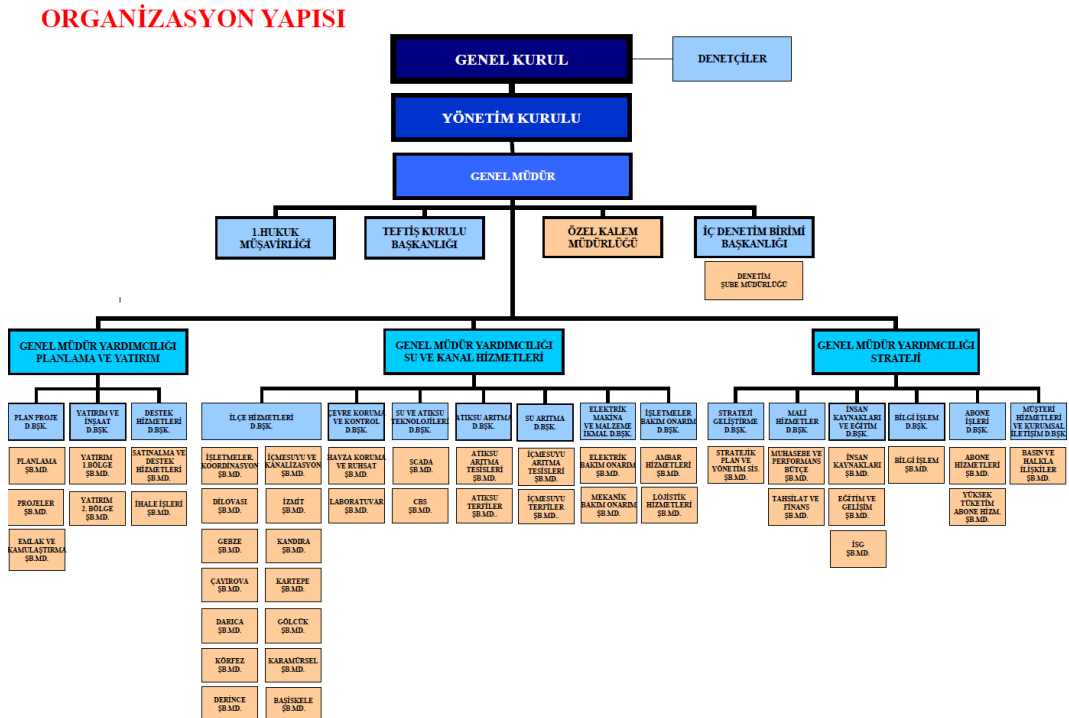 ORGANİZASYON YAPISI
GENEL KURUL
DENETÇİLER
YÖNETİM KURULU
GENEL MÜDÜR
1.HUKUK
MÜŞAVİRLİĞİ
TEFTİŞ KURULU
BAŞKANLIĞI
ÖZEL KALEM
MÜDÜRLÜĞÜ
İÇ DENETİM BİRİMİ
BAŞKANLIĞI
DENETİM
ŞUBE MÜDÜRLÜĞÜ
GENEL MÜDÜR YARDIMCILIĞI
PLANLAMA VE YATIRIM
GENEL MÜDÜR YARDIMCILIĞI
SU VE KANAL HİZMETLERİ
GENEL MÜDÜR YARDIMCILIĞI
STRATEJİ
PLAN PROJE
D.BŞK.
YATIRIM VE
İNŞAAT
D.BŞK.
DESTEK
HİZMETLERİ
D.BŞK.
İLÇE HİZMETLERİ
D.BŞK.
ÇEVRE KORUMA
VE KONTROL
D.BŞK.
SU VE ATIKSU
TEKNOLOJİLERİ
D.BŞK.
ATIKSU ARITMA
D.BŞK.
SU ARITMA
D.BŞK.
ELEKTRİK
MAKİNA
VE MALZEME
İKMAL D.BŞK.
İŞLETMELER
BAKIM ONARIM
D.BŞK.
STRATEJİ
GELİŞTİRME
D.BŞK.
MALİ
HİZMETLER
D.BŞK.
İNSAN
KAYNAKLARI
VE EĞİTİM
D.BŞK.
BİLGİ İŞLEM
D.BŞK.
ABONE
İŞLERİ
D.BŞK.
MÜŞTERİ
HİZMETLERİ
VE KURUMSAL
İLETİŞİM D.BŞK.
PLANLAMA
ŞB.MD.
YATIRIM
1.BÖLGE
ŞB.MD.
SATINALMA VE
DESTEK
HİZMETLERİ
ŞB.MD.
İŞLETMELER.
KOORDİNASYON
ŞB.MD.
İÇMESUYU VE
KANALİZASYON
ŞB.MD.
HAVZA KORUMA
VE RUHSAT
ŞB.MD.
SCADA
ŞB.MD.
ATIKSU
ARITMA
TESİSLERİ
ŞB.MD.
İÇMESUYU
ARITMA
TESİSLERİ
ŞB.MD.
ELEKTRİK
BAKIM ONARIM
ŞB.MD.
AMBAR
HİZMETLERİ
ŞB.MD.
STRATEJİK
PLAN VE
YÖNETİM SİS.
ŞB.MD.
MUHASEBE VE
PERFORMANS
BÜTÇE
ŞB.MD.
İNSAN
KAYNAKLARI
ŞB.MD.
BİLGİ İŞLEM
ŞB.MD.
ABONE
HİZMETLERİ
ŞB.MD.
BASIN VE
HALKLA
İLİŞKİLER
ŞB.MD.
PROJELER
ŞB.MD.
YATIRIM
2. BÖLGE
ŞB.MD.
İHALE İŞLERİ
ŞB.MD.
DİLOVASI
ŞB.MD.
İZMİT
ŞB.MD.
LABORATUVAR
ŞB.MD.
CBS
ŞB.MD.
ATIKSU
TERFİLER
ŞB.MD..
İÇMESUYU
TERFİLER
ŞB.MD..
MEKANİK
BAKIM ONARIM
ŞB.MD.
LOJİSTİK
HİZMETLERİ
ŞB.MD.
TAHSİLAT VE
FİNANS
ŞB.MD.
EĞİTİM VE
GELİŞİM
ŞB.MD.
YÜKSEK
TÜKETİM
ABONE HİZM.
ŞB.MD.
EMLAK VE
KAMULAŞTIRMA
ŞB.MD.
GEBZE
ŞB.MD.
KANDIRA
ŞB.MD.
İSG
ŞB.MD.
ÇAYIROVA
ŞB.MD.
KARTEPE
ŞB.MD.
DARICA
ŞB.MD.
GÖLCÜK
ŞB.MD.
KÖRFEZ
ŞB.MD.
KARAMÜRSEL
ŞB.MD.
DERİNCE
ŞB.MD.
BAŞİSKELE
ŞB.MD.